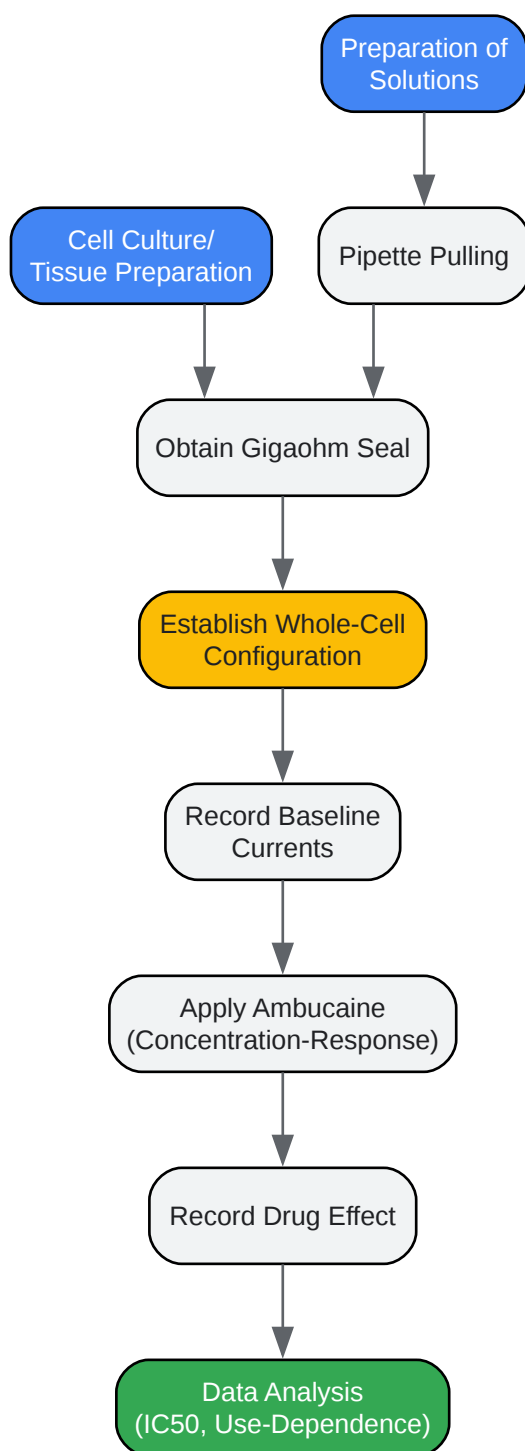 Preparation of
Solutions
Cell Culture/
Tissue Preparation
Pipette Pulling
Obtain Gigaohm Seal
Establish Whole-Cell
Configuration
Record Baseline
Currents
Apply Ambucaine
(Concentration-Response)
Record Drug Effect
Data Analysis
(IC50, Use-Dependence)